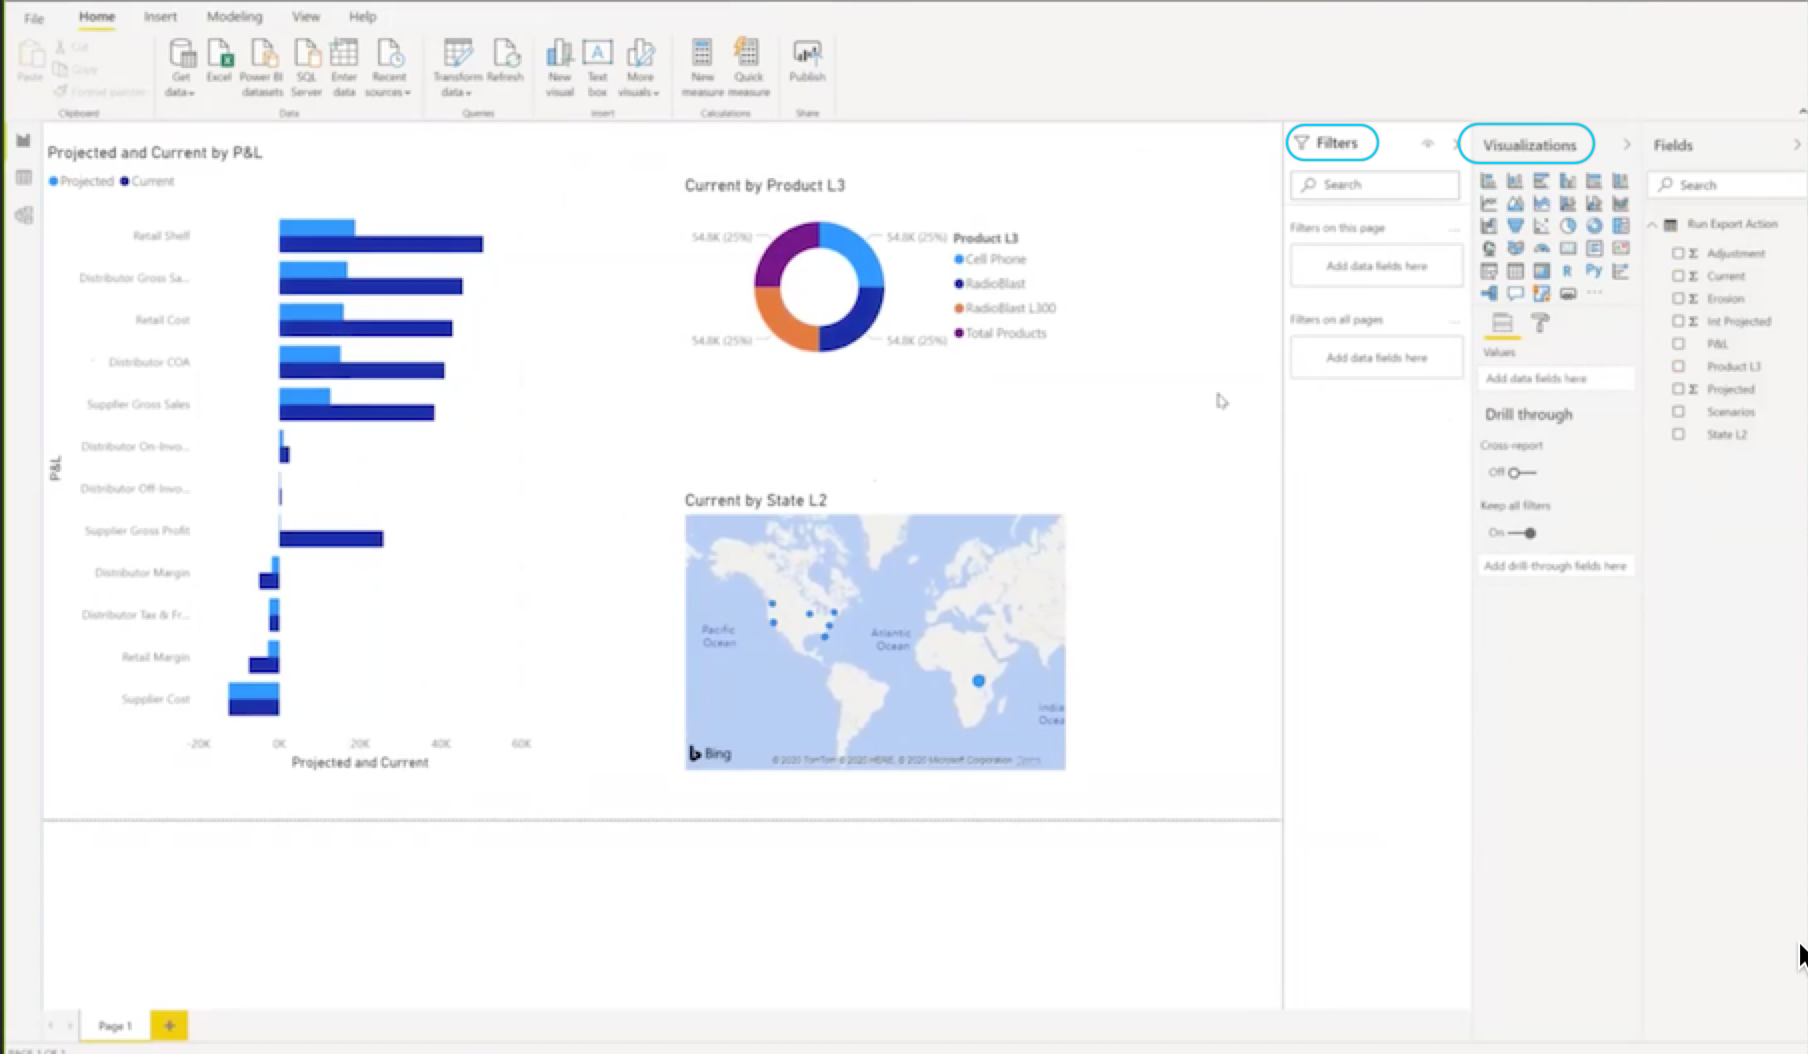 File Home Insert Modeling View Help
Paste
Cut
Copy
Format painter
Clipboard
Get data
Excel
Power BI datasets
SQL Server
Enter data
Recent sources
Data
Transform data
Refresh
Queries
New visual
Text box
More visuals
Insert
New measure
Quick measure
Calculations
Publish
Share
Projected and Current by P&L
Projected Current
P&L
Retail Shelf
Distributor Gross Sa...
Retail Cost
Distributor COA
Supplier Gross Sales
Distributor On-Invo...
Distributor Off-Invo...
Supplier Gross Profit
Distributor Margin
Distributor Tax & Fr...
Retail Margin
Supplier Cost
-20K 0K 20K 40K 60K
Projected and Current
Current by Product L3
54.8K (25%) 54.8K (25%)
54.8K (25%) 54.8K (25%)
Product L3
Cell Phone
RadioBlast
RadioBlast L300
Total Products
Current by State L2
Pacific
Ocean
Atlantic
Ocean
India
Ocea
Bing
© 2020 TomTom © 2020 HERE, © 2020 Microsoft Corporation Terms
Filters
Search
Filters on this page ...
Add data fields here
Filters on all pages ...
Add data fields here
Visualizations
R Py
...
Values
Add data fields here
Drill through
Cross-report
Off
Keep all filters
On
Add drill-through fields here
Fields
Search
Run Export Action
Σ Adjustment
Σ Current
Σ Erosion
Σ Int Projected
P&L
Product L3
Σ Projected
Scenarios
State L2
Page 1 +
PAGE 1 OF 1